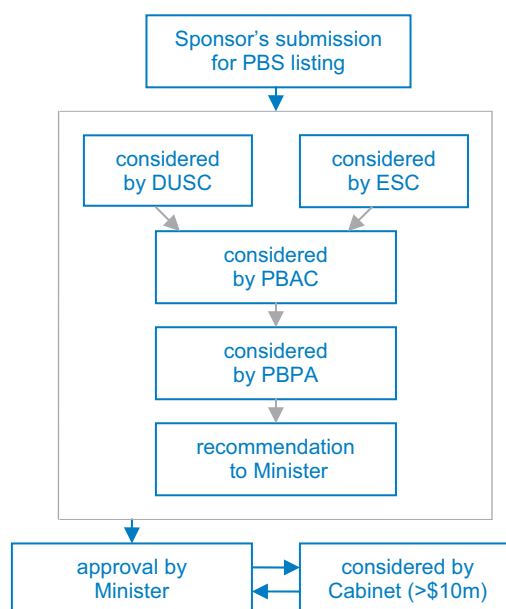 Sponsor’s submission
for PBS listing
considered
by DUSC
considered
by ESC
considered
by PBAC
considered
by PBPA
recommendation
to Minister
approval by
Minister
considered by
Cabinet (>$10m)